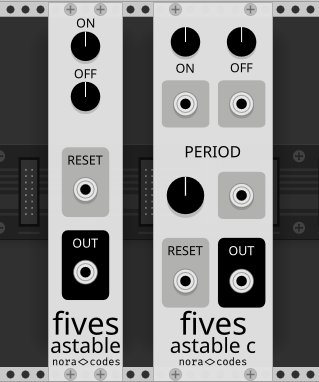 ON
OFF
RESET
OUT
fives
astable
nora<>codes
ON OFF
PERIOD
RESET OUT
fives
astable c
nora<>codes